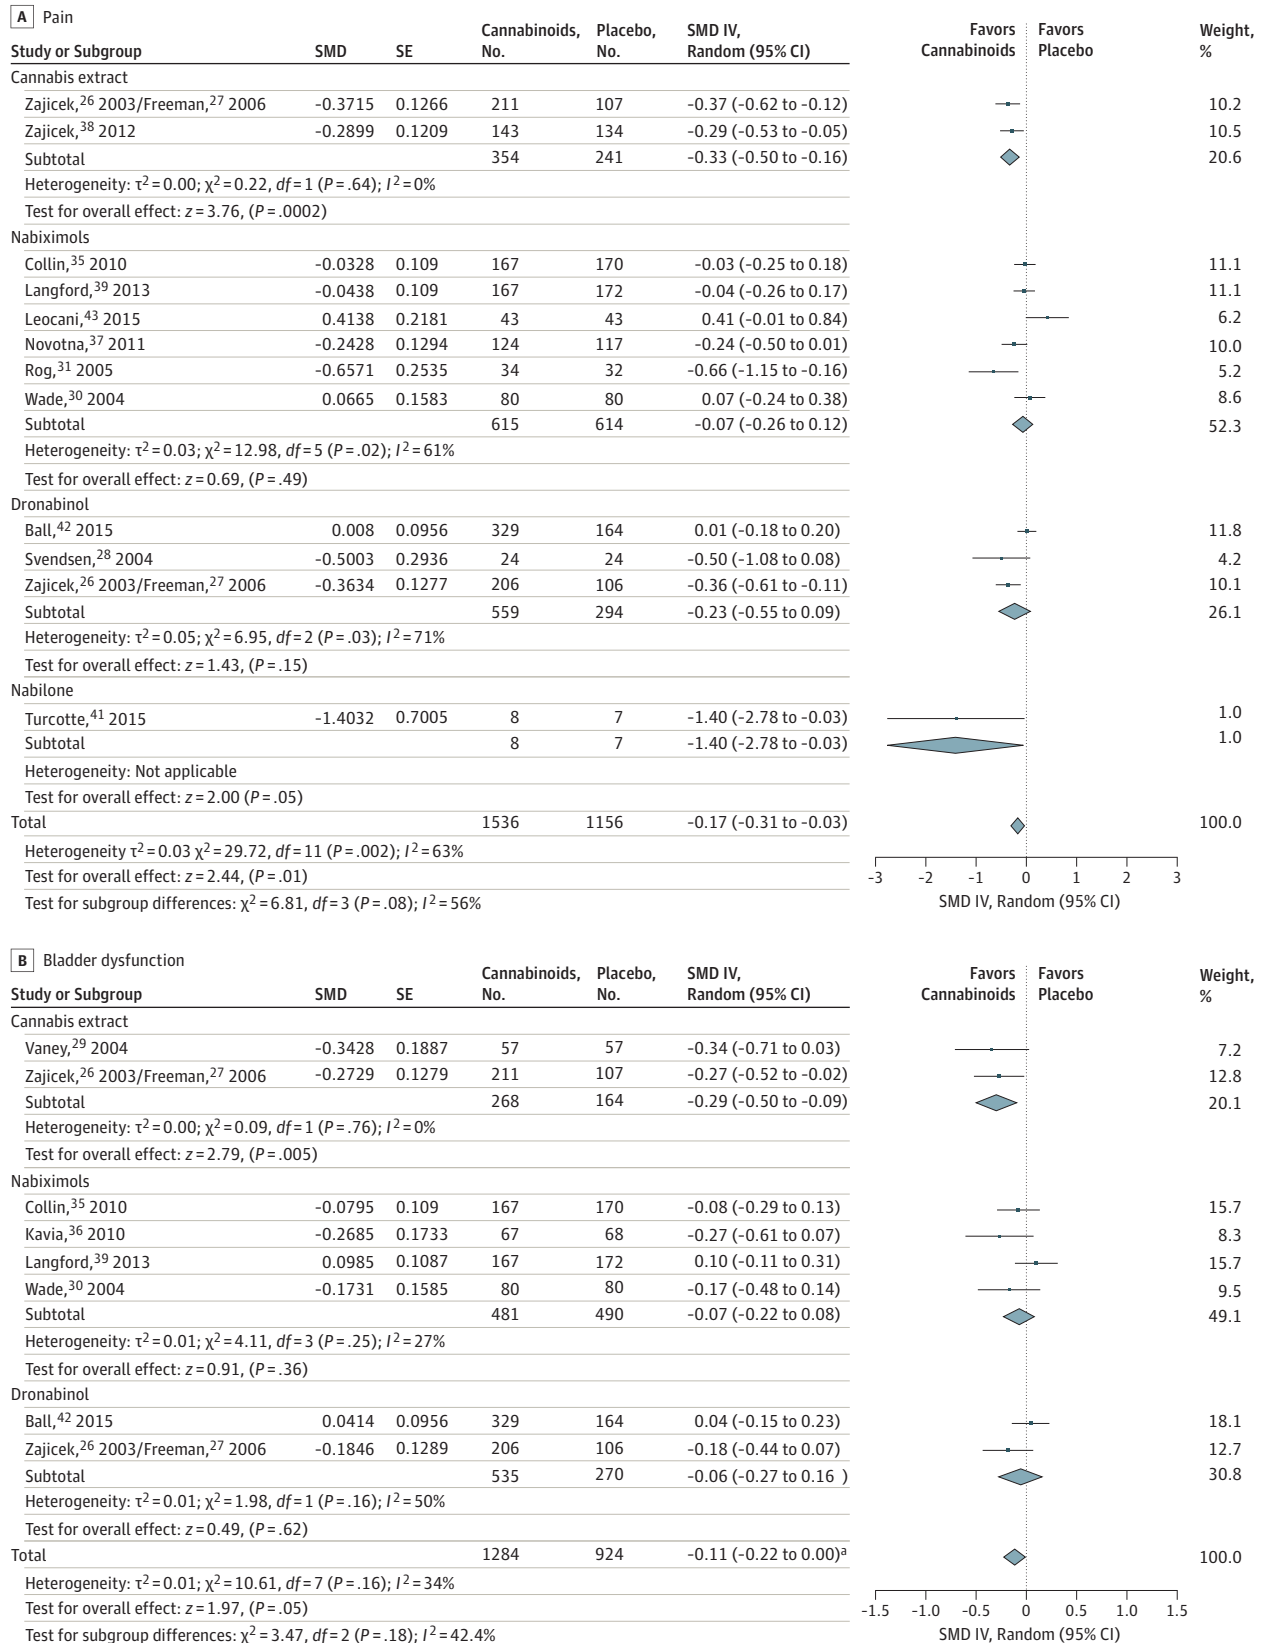 A Pain
Study or Subgroup SMD SE Cannabinoids, No. Placebo, No. SMD IV, Random (95% CI) Favors Cannabinoids Favors Placebo Weight, %
Cannabis extract
Zajicek,26 2003/Freeman,27 2006 -0.3715 0.1266 211 107 -0.37 (-0.62 to -0.12) 10.2
Zajicek,38 2012 -0.2899 0.1209 143 134 -0.29 (-0.53 to -0.05) 10.5
Subtotal 354 241 -0.33 (-0.50 to -0.16) 20.6
Heterogeneity: τ2=0.00; χ2=0.22, df=1 (P=.64); I2=0%
Test for overall effect: z=3.76, (P=.0002)
Nabiximols
Collin,35 2010 -0.0328 0.109 167 170 -0.03 (-0.25 to 0.18) 11.1
Langford,39 2013 -0.0438 0.109 167 172 -0.04 (-0.26 to 0.17) 11.1
Leocani,43 2015 0.4138 0.2181 43 43 0.41 (-0.01 to 0.84) 6.2
Novotna,37 2011 -0.2428 0.1294 124 117 -0.24 (-0.50 to 0.01) 10.0
Rog,31 2005 -0.6571 0.2535 34 32 -0.66 (-1.15 to -0.16) 5.2
Wade,30 2004 0.0665 0.1583 80 80 0.07 (-0.24 to 0.38) 8.6
Subtotal 615 614 -0.07 (-0.26 to 0.12) 52.3
Heterogeneity: τ2=0.03; χ2=12.98, df=5 (P=.02); I2=61%
Test for overall effect: z=0.69, (P=.49)
Dronabinol
Ball,42 2015 0.008 0.0956 329 164 0.01 (-0.18 to 0.20) 11.8
Svendsen,28 2004 -0.5003 0.2936 24 24 -0.50 (-1.08 to 0.08) 4.2
Zajicek,26 2003/Freeman,27 2006 -0.3634 0.1277 206 106 -0.36 (-0.61 to -0.11) 10.1
Subtotal 559 294 -0.23 (-0.55 to 0.09) 26.1
Heterogeneity: τ2=0.05; χ2=6.95, df=2 (P=.03); I2=71%
Test for overall effect: z=1.43, (P=.15)
Nabilone
Turcotte,41 2015 -1.4032 0.7005 8 7 -1.40 (-2.78 to -0.03) 1.0
Subtotal 8 7 -1.40 (-2.78 to -0.03) 1.0
Heterogeneity: Not applicable
Test for overall effect: z=2.00 (P=.05)
Total 1536 1156 -0.17 (-0.31 to -0.03) 100.0
Heterogeneity τ2=0.03 χ2=29.72, df=11 (P=.002); I2=63%
Test for overall effect: z=2.44, (P=.01)
Test for subgroup differences: χ2=6.81, df=3 (P=.08); I2=56%
-3 -2 -1 0 1 2 3
SMD IV, Random (95% CI)
B Bladder dysfunction
Study or Subgroup SMD SE Cannabinoids, No. Placebo, No. SMD IV, Random (95% CI) Favors Cannabinoids Favors Placebo Weight, %
Cannabis extract
Vaney,29 2004 -0.3428 0.1887 57 57 -0.34 (-0.71 to 0.03) 7.2
Zajicek,26 2003/Freeman,27 2006 -0.2729 0.1279 211 107 -0.27 (-0.52 to -0.02) 12.8
Subtotal 268 164 -0.29 (-0.50 to -0.09) 20.1
Heterogeneity: τ2=0.00; χ2=0.09, df=1 (P=.76); I2=0%
Test for overall effect: z=2.79, (P=.005)
Nabiximols
Collin,35 2010 -0.0795 0.109 167 170 -0.08 (-0.29 to 0.13) 15.7
Kavia,36 2010 -0.2685 0.1733 67 68 -0.27 (-0.61 to 0.07) 8.3
Langford,39 2013 0.0985 0.1087 167 172 0.10 (-0.11 to 0.31) 15.7
Wade,30 2004 -0.1731 0.1585 80 80 -0.17 (-0.48 to 0.14) 9.5
Subtotal 481 490 -0.07 (-0.22 to 0.08) 49.1
Heterogeneity: τ2=0.01; χ2=4.11, df=3 (P=.25); I2=27%
Test for overall effect: z=0.91, (P=.36)
Dronabinol
Ball,42 2015 0.0414 0.0956 329 164 0.04 (-0.15 to 0.23) 18.1
Zajicek,26 2003/Freeman,27 2006 -0.1846 0.1289 206 106 -0.18 (-0.44 to 0.07) 12.7
Subtotal 535 270 -0.06 (-0.27 to 0.16 ) 30.8
Heterogeneity: τ2=0.01; χ2=1.98, df=1 (P=.16); I2=50%
Test for overall effect: z=0.49, (P=.62)
Total 1284 924 -0.11 (-0.22 to 0.00)a 100.0
Heterogeneity: τ2=0.01; χ2=10.61, df=7 (P=.16); I2=34%
Test for overall effect: z=1.97, (P=.05)
Test for subgroup differences: χ2=3.47, df=2 (P=.18); I2=42.4%
-1.5 -1.0 -0.5 0 0.5 1.0 1.5
SMD IV, Random (95% CI)